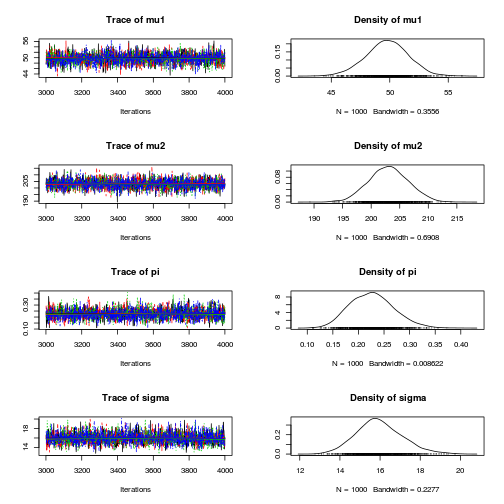 Trace of mu1
56
50
44
3000 3200 3400 3600 3800 4000
Iterations
Density of mu1
0.15
0.00
45 50 55
N = 1000 Bandwidth = 0.3556
Trace of mu2
205
190
3000 3200 3400 3600 3800 4000
Iterations
Density of mu2
0.08
0.00
190 195 200 205 210 215
N = 1000 Bandwidth = 0.6908
Trace of pi
0.30
0.10
3000 3200 3400 3600 3800 4000
Iterations
Density of pi
8
4
0
0.10 0.15 0.20 0.25 0.30 0.35 0.40
N = 1000 Bandwidth = 0.008622
Trace of sigma
18
14
3000 3200 3400 3600 3800 4000
Iterations
Density of sigma
0.2
0.0
12 14 16 18 20
N = 1000 Bandwidth = 0.2277